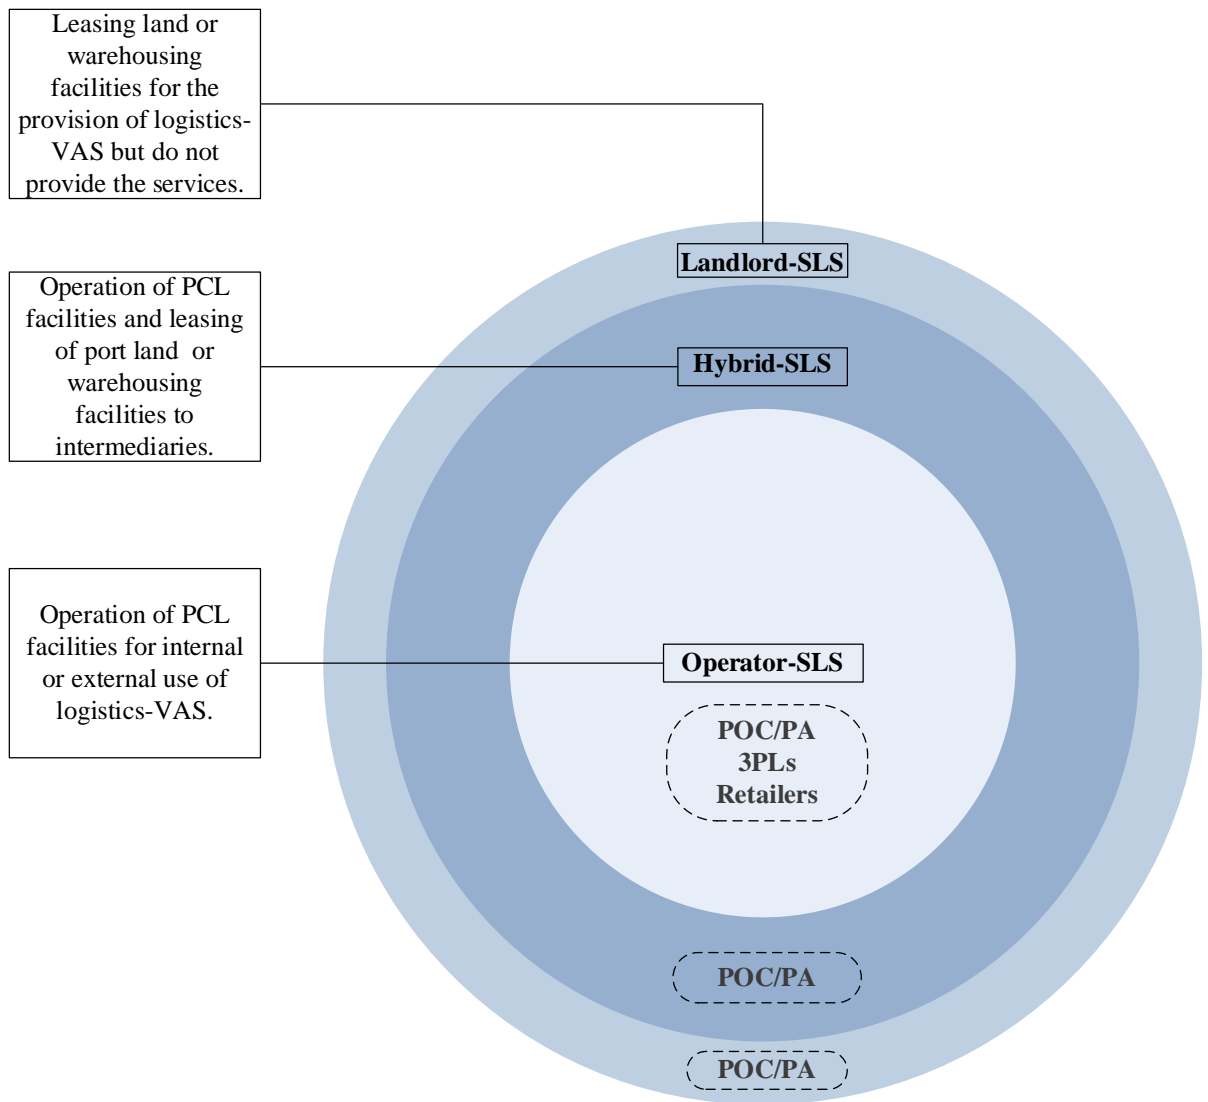 Leasing land or
warehousing
facilities for the
provision of logistics-
VAS but do not
provide the services.
Landlord-SLS
Operation of PCL
facilities and leasing
of port land or
warehousing
facilities to
intermediaries.
Hybrid-SLS
Operation of PCL
facilities for internal
or external use of
logistics-VAS.
Operator-SLS
POC/PA
3PLs
Retailers
POC/PA
POC/PA